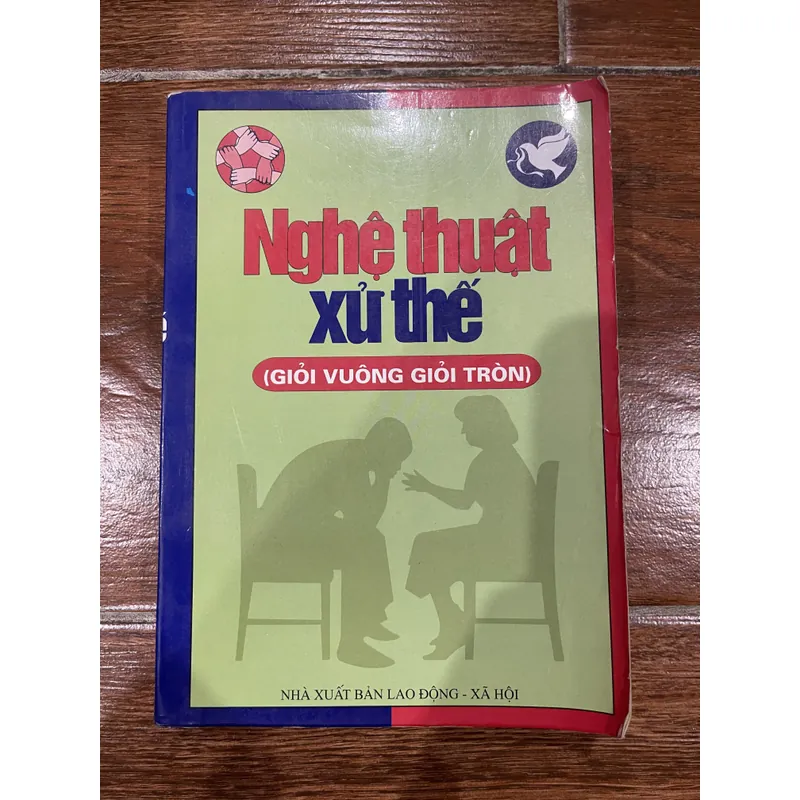 Nghệ thuật
xử thế
(GIỎI VUÔNG GIỎI TRÒN)
NHÀ XUẤT BẢN LAO ĐỘNG - XÃ HỘI